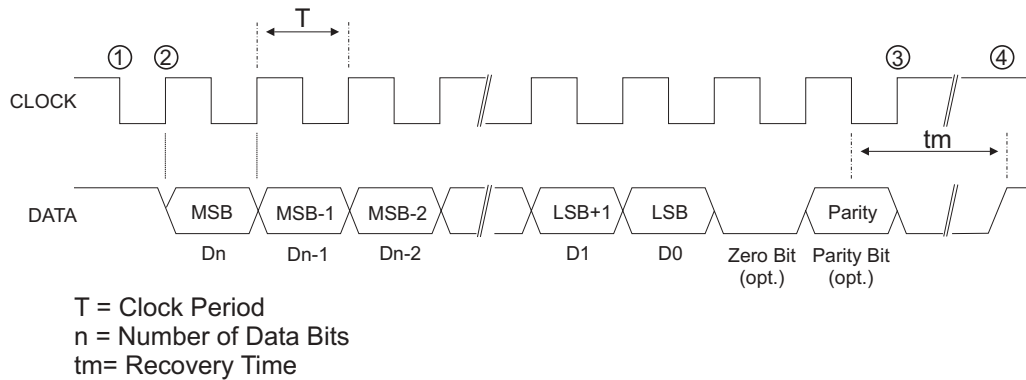 T
① ② ③ ④
CLOCK
tm
DATA MSB MSB-1 MSB-2 LSB+1 LSB Parity
Dn Dn-1 Dn-2 D1 D0 Zero Bit Parity Bit
(opt.) (opt.)
T = Clock Period
n = Number of Data Bits
tm= Recovery Time